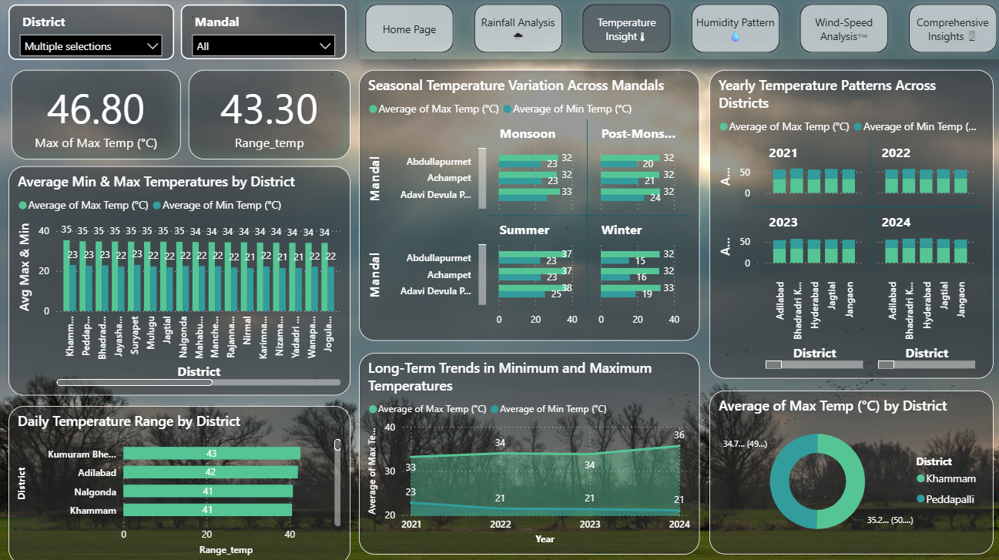 District
Multiple selections
Mandal
All
Home Page
Rainfall Analysis
Temperature
Insight
Humidity Pattern
Wind-Speed
Analysis
Comprehensive
Insights
46.80
Max of Max Temp (°C)
43.30
Range_temp
Average Min & Max Temperatures by District
Average of Max Temp (°C) Average of Min Temp (°C)
Avg Max & Min
40
20
0
35 35 35 35 35 35 35 35 34 34 34 34 34 34 34 34 34
23 23 23 22 23 22 22 22 22 22 22 21 22 21 21 22 22
Khamm...
Peddap...
Bhadrad...
Jayasha...
Suryapet
Mulugu
Jagtial
Nalgonda
Mahabu...
Manche...
Rajanna...
Nirmal
Karimna...
Nizama...
Yadadri ...
Wanapa...
Jogula...
District
Daily Temperature Range by District
District
Kumuram Bhe... 43
Adilabad 42
Nalgonda 41
Khammam 41
0 20 40
Range_temp
Seasonal Temperature Variation Across Mandals
Average of Max Temp (°C) Average of Min Temp (°C)
Monsoon Post-Mons...
Mandal
Abdullapurmet 32 23 32 20
Achampet 32 23 32 21
Adavi Devula P... 33 32 24
Summer Winter
Mandal
Abdullapurmet 37 23 32 15
Achampet 37 23 32 16
Adavi Devula P... 38 25 33 19
0 20 40 0 20 40
Long-Term Trends in Minimum and Maximum
Temperatures
Average of Max Temp (°C) Average of Min Temp (°C)
Average of Max Te...
40
30
20
33 34 34 36
23 21 21 21
2021 2022 2023 2024
Year
Yearly Temperature Patterns Across
Districts
Average of Max Temp (°C) Average of Min Temp (...
2021 2022
A...
50
0
2023 2024
A...
50
0
Adilabad
Bhadradri K...
Hyderabad
Jagtial
Jangaon
Adilabad
Bhadradri K...
Hyderabad
Jagtial
Jangaon
District District
Average of Max Temp (°C) by District
34.7... (49...)
35.2... (50....)
District
Khammam
Peddapalli